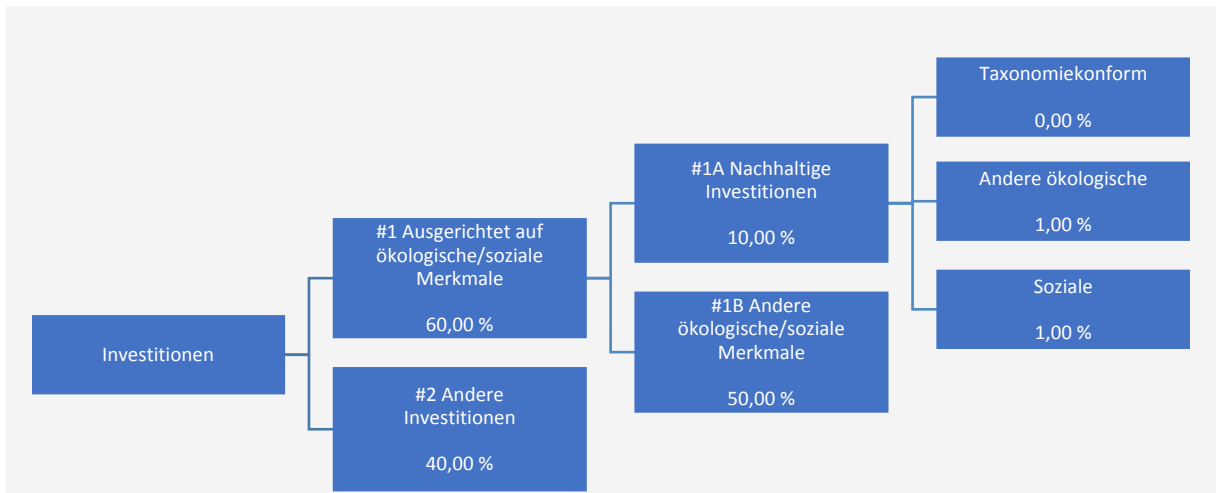 Investitionen
#1 Ausgerichtet auf
ökologische/soziale
Merkmale
60,00 %
#2 Andere
Investitionen
40,00 %
#1A Nachhaltige
Investitionen
10,00 %
#1B Andere
ökologische/soziale
Merkmale
50,00 %
Taxonomiekonform
0,00 %
Andere ökologische
1,00 %
Soziale
1,00 %